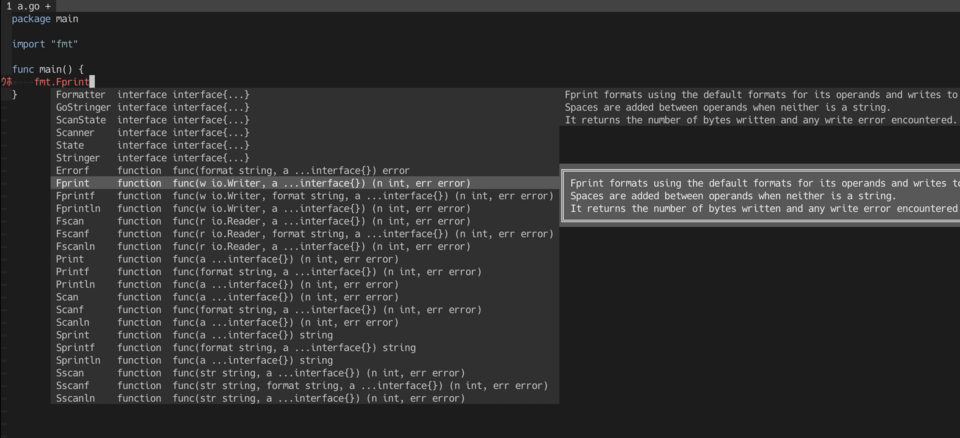 1 a.go +
package main
import "fmt"
func main() {
fmt.Fprint
}
Formatter interface interface{...}
GoStringer interface interface{...}
ScanState interface interface{...}
Scanner interface interface{...}
State interface interface{...}
Stringer interface interface{...}
Errorf function func(format string, a ...interface{}) error
Fprint function func(w io.Writer, a ...interface{}) (n int, err error)
Fprintf function func(w io.Writer, format string, a ...interface{}) (n int, err error)
Fprintln function func(w io.Writer, a ...interface{}) (n int, err error)
Fscan function func(r io.Reader, a ...interface{}) (n int, err error)
Fscanf function func(r io.Reader, format string, a ...interface{}) (n int, err error)
Fscanln function func(r io.Reader, a ...interface{}) (n int, err error)
Print function func(a ...interface{}) (n int, err error)
Printf function func(format string, a ...interface{}) (n int, err error)
Println function func(a ...interface{}) (n int, err error)
Scan function func(a ...interface{}) (n int, err error)
Scanf function func(format string, a ...interface{}) (n int, err error)
Scanln function func(a ...interface{}) (n int, err error)
Sprint function func(a ...interface{}) string
Sprintf function func(format string, a ...interface{}) string
Sprintln function func(a ...interface{}) string
Sscan function func(str string, a ...interface{}) (n int, err error)
Sscanf function func(str string, format string, a ...interface{}) (n int, err error)
Sscanln function func(str string, a ...interface{}) (n int, err error)
Fprint formats using the default formats for its operands and writes to
Spaces are added between operands when neither is a string.
It returns the number of bytes written and any write error encountered.
Fprint formats using the default formats for its operands and writes to
Spaces are added between operands when neither is a string.
It returns the number of bytes written and any write error encountered